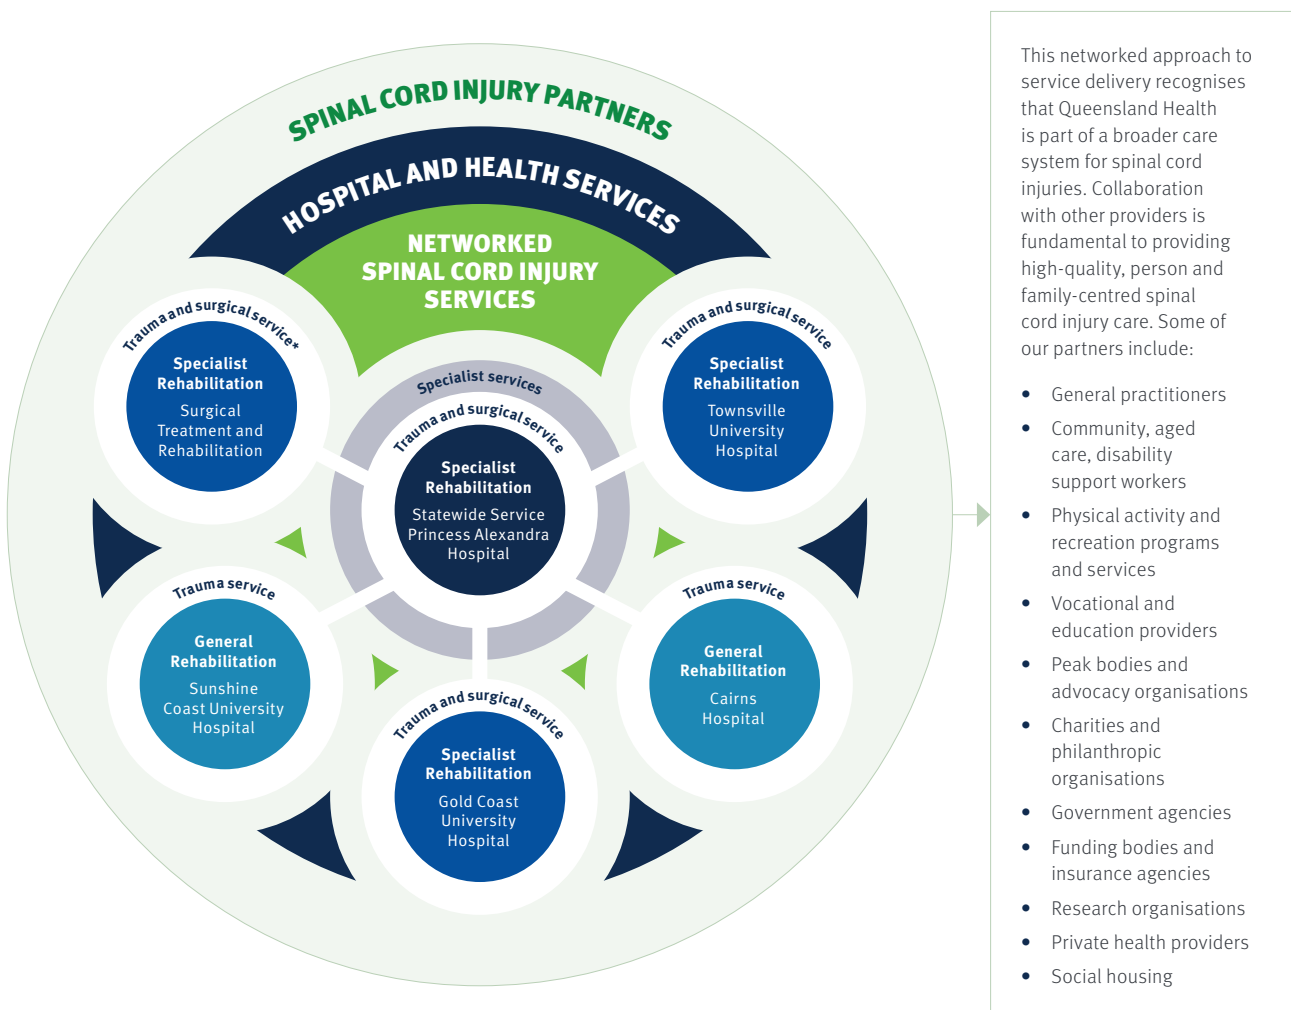 SPINAL CORD INJURY PARTNERS
HOSPITAL AND HEALTH SERVICES
NETWORKED
SPINAL CORD INJURY
SERVICES
Trauma and surgical service*
Specialist
Rehabilitation
Surgical
Treatment and
Rehabilitation
Trauma and surgical service
Specialist
Rehabilitation
Townsville
University
Hospital
Specialist services
Trauma and surgical service
Specialist
Rehabilitation
Statewide Service
Princess Alexandra
Hospital
Trauma service
General
Rehabilitation
Sunshine
Coast University
Hospital
Trauma service
General
Rehabilitation
Cairns
Hospital
Trauma and surgical service
Specialist
Rehabilitation
Gold Coast
University
Hospital
This networked approach to
service delivery recognises
that Queensland Health
is part of a broader care
system for spinal cord
injuries. Collaboration
with other providers is
fundamental to providing
high-quality, person and
family-centred spinal
cord injury care. Some of
our partners include:
• General practitioners
• Community, aged
care, disability
support workers
• Physical activity and
recreation programs
and services
• Vocational and
education providers
• Peak bodies and
advocacy organisations
• Charities and
philanthropic
organisations
• Government agencies
• Funding bodies and
insurance agencies
• Research organisations
• Private health providers
• Social housing